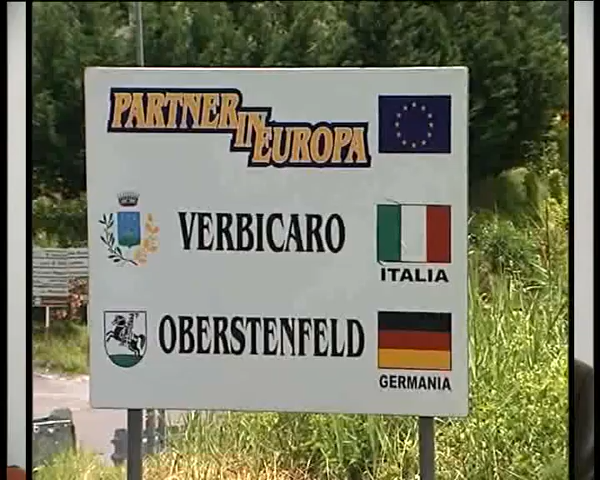 PARTNER IN EUROPA
VERBICARO
ITALIA
OBERSTENFELD
GERMANIA